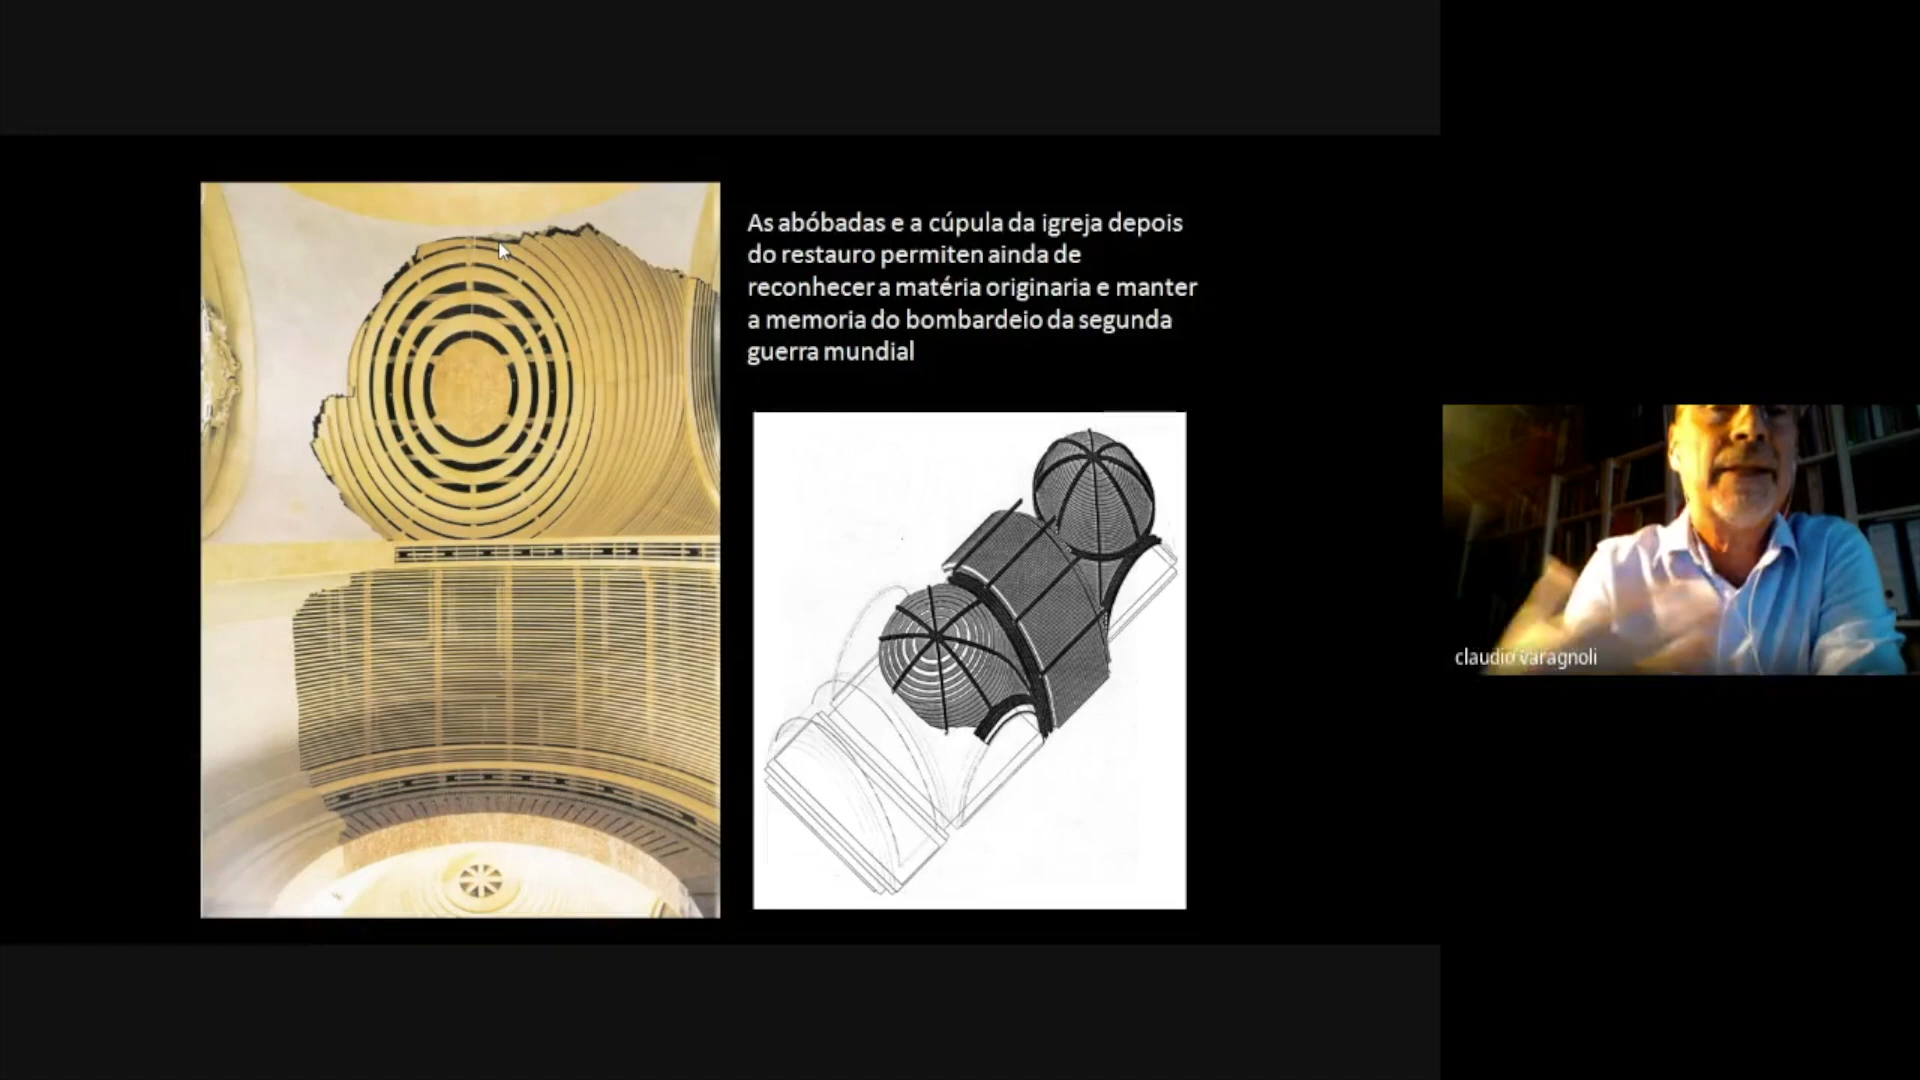 As abóbadas e a cúpula da igreja depois
do restauro permiten ainda de
reconhecer a matéria originaria e manter
a memoria do bombardeio da segunda
guerra mundial
claudio varagnoli